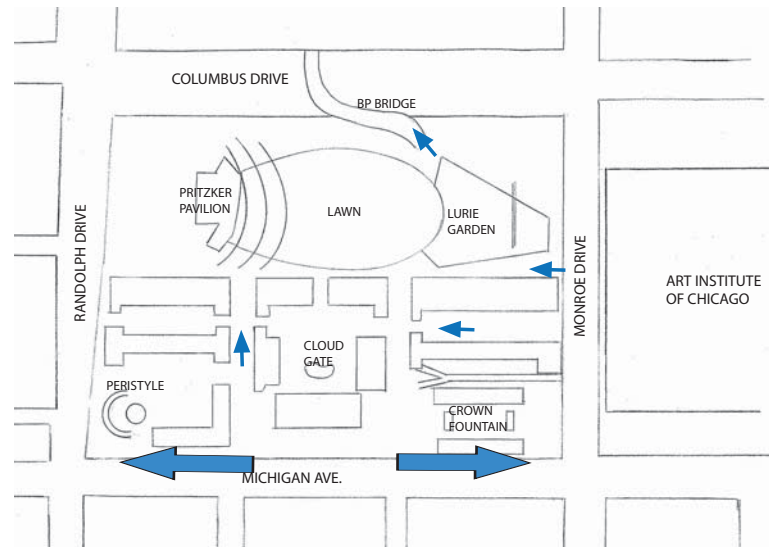 COLUMBUS DRIVE
BP BRIDGE
PRITZKER
PAVILION
LAWN
LURIE
GARDEN
RANDOLPH DRIVE
MONROE DRIVE
ART INSTITUTE
OF CHICAGO
CLOUD
GATE
PERISTYLE
CROWN
FOUNTAIN
MICHIGAN AVE.